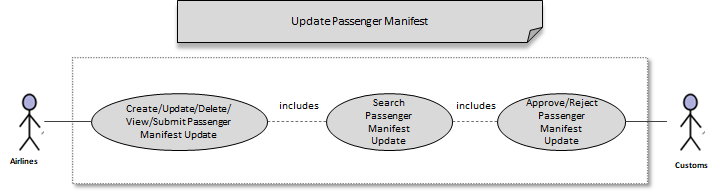 Update Passenger Manifest
Create/Update/Delete/
View/Submit Passenger
Manifest Update
includes
Search
Passenger
Manifest
Update
includes
Approve/Reject
Passenger
Manifest
Update
Airlines
Customs